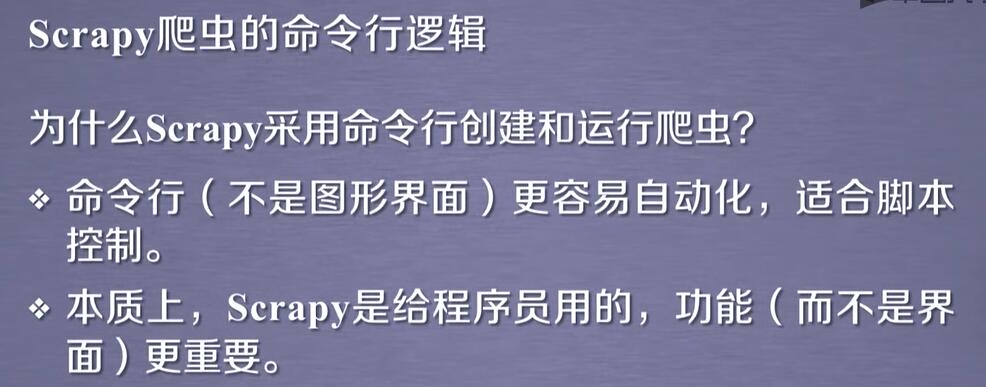 Scrapy爬虫的命令行逻辑
为什么Scrapy采用命令行创建和运行爬虫?
❖ 命令行（不是图形界面）更容易自动化，适合脚本
控制。
❖ 本质上，Scrapy是给程序员用的，功能（而不是界
面）更重要。